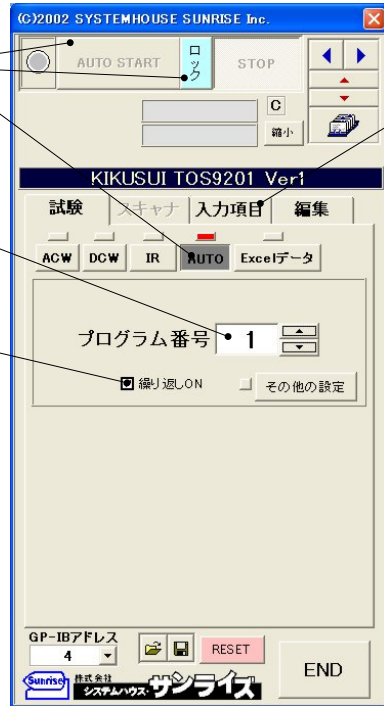 (C)2002 SYSTEMHOUSE SUNRISE Inc.
AUTO START
ロック
STOP
C
縮小
KIKUSUI TOS9201 Ver1
試験 スキャナ 入力項目 編集
ACW DCW IR AUTO Excelデータ
プログラム番号 1
繰り返しON その他の設定
GP-IBアドレス
4 RESET
END
Sunrise 株式会社
システムハウス・サンライズ